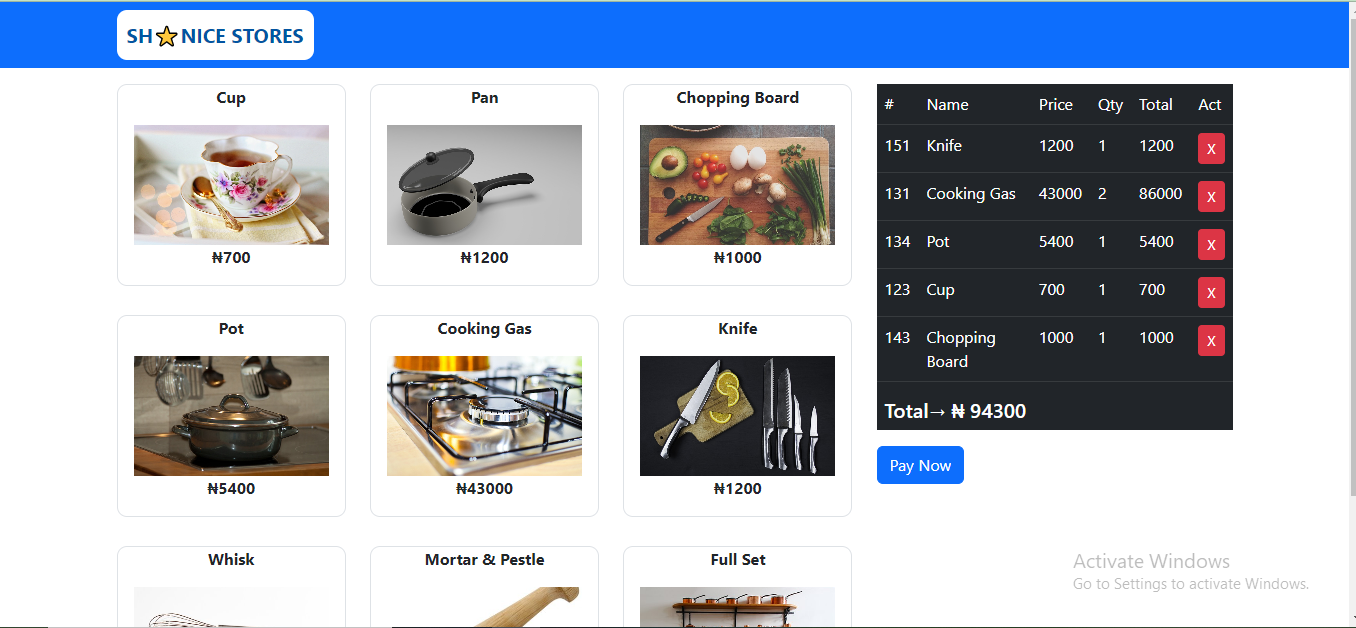 SH⭐NICE STORES
Cup
₦700
Pan
₦1200
Chopping Board
₦1000
Pot
₦5400
Cooking Gas
₦43000
Knife
₦1200
Whisk
Mortar & Pestle
Full Set
# Name Price Qty Total Act
151 Knife 1200 1 1200 X
131 Cooking Gas 43000 2 86000 X
134 Pot 5400 1 5400 X
123 Cup 700 1 700 X
143 Chopping 1000 1 1000 X
Board
Total→ ₦ 94300
Pay Now
Activate Windows
Go to Settings to activate Windows.